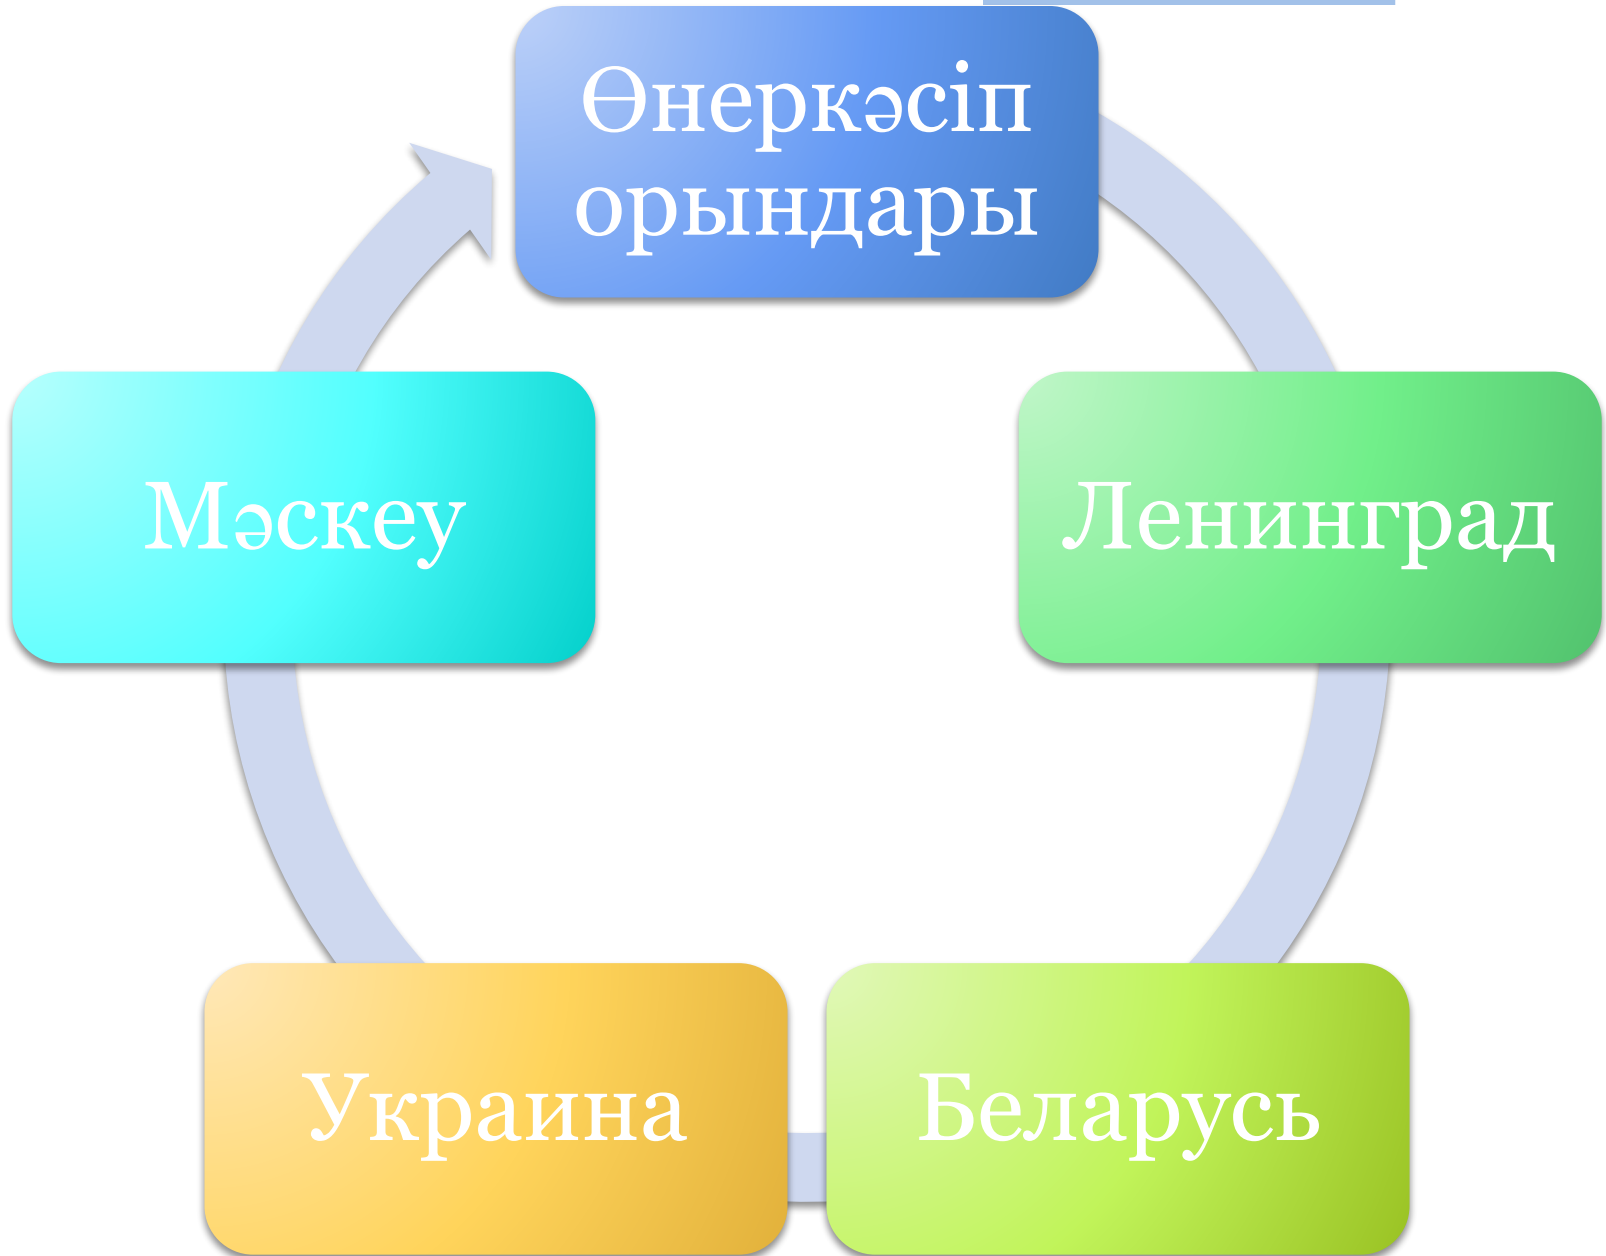 Өнеркәсіп
орындары
Мәскеу
Ленинград
Украина
Беларусь